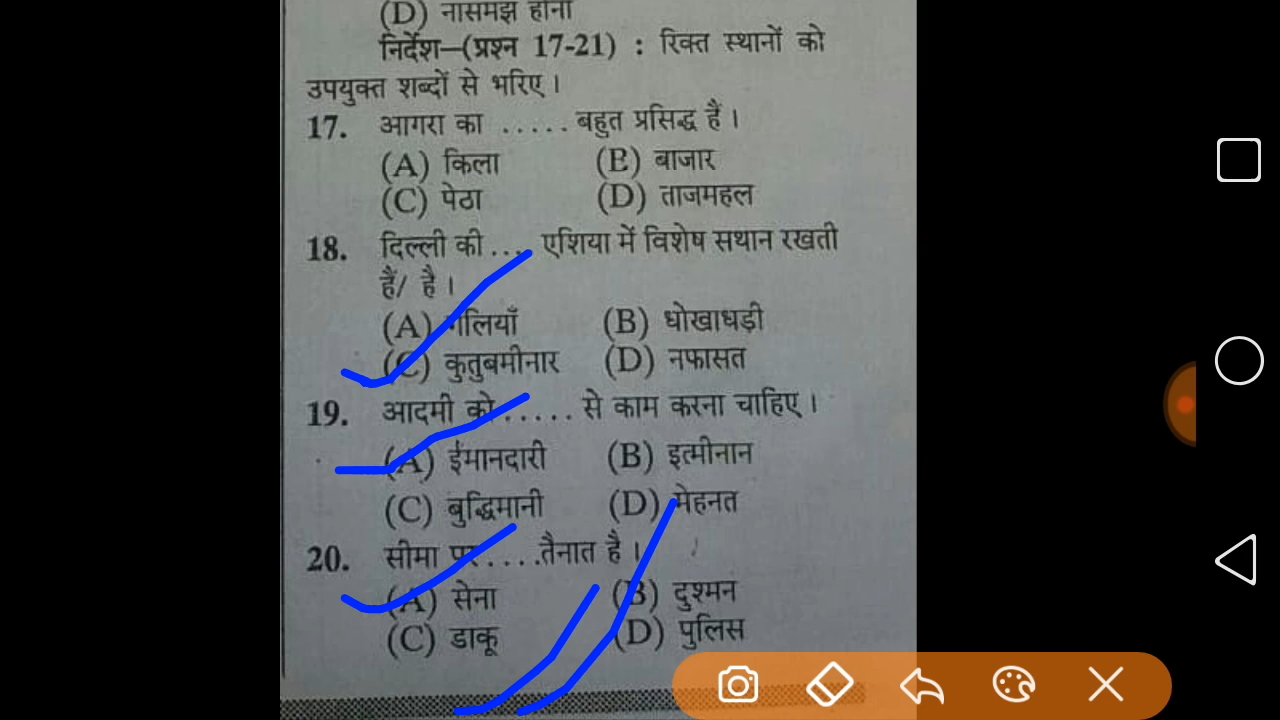 (D) नासमझ होना
निर्देश—(प्रश्न 17-21) : रिक्त स्थानों को
उपयुक्त शब्दों से भरिए।
17. आगरा का ..... बहुत प्रसिद्ध है।
(A) किला (B) बाजार
(C) पेठा (D) ताजमहल
18. दिल्ली की .... एशिया में विशेष सथान रखती
हैं/ है।
(A) गलियाँ (B) धोखाधड़ी
(C) कुतुबमीनार (D) नफासत
19. आदमी को ..... से काम करना चाहिए।
(A) ईमानदारी (B) इत्मीनान
(C) बुद्धिमानी (D) मेहनत
20. सीमा पर ..... तैनात है।
(A) सेना (B) दुश्मन
(C) डाकू (D) पुलिस